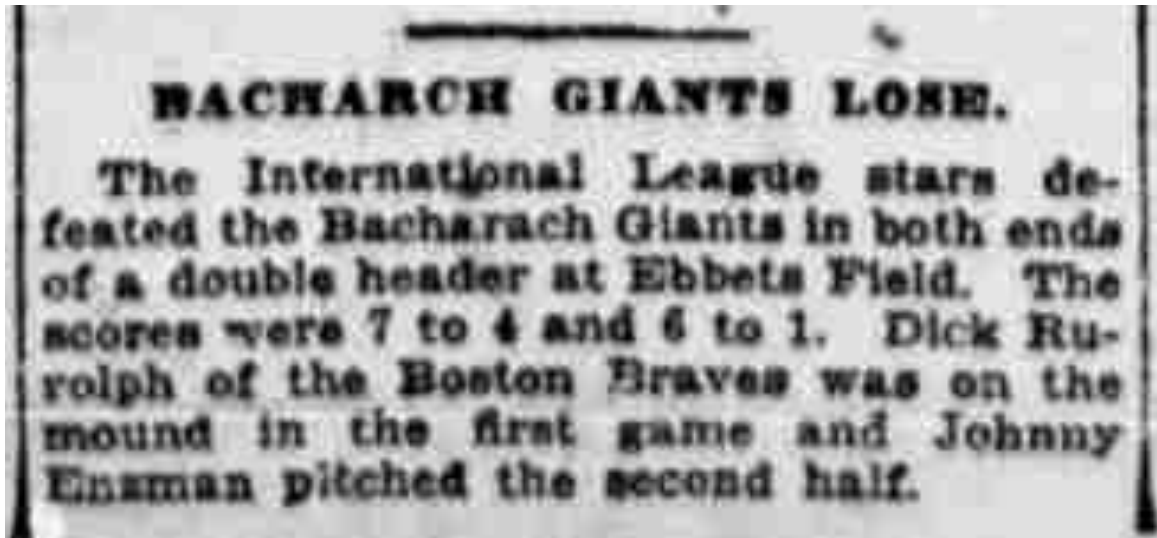 BACHARCH GIANTS LOSE.
The International League stars de-
feated the Bacharach Giants in both ends
of a double header at Ebbets Field. The
scores were 7 to 4 and 6 to 1. Dick Ru-
rolph of the Boston Braves was on the
mound in the first game and Johnny
Ensman pitched the second half.